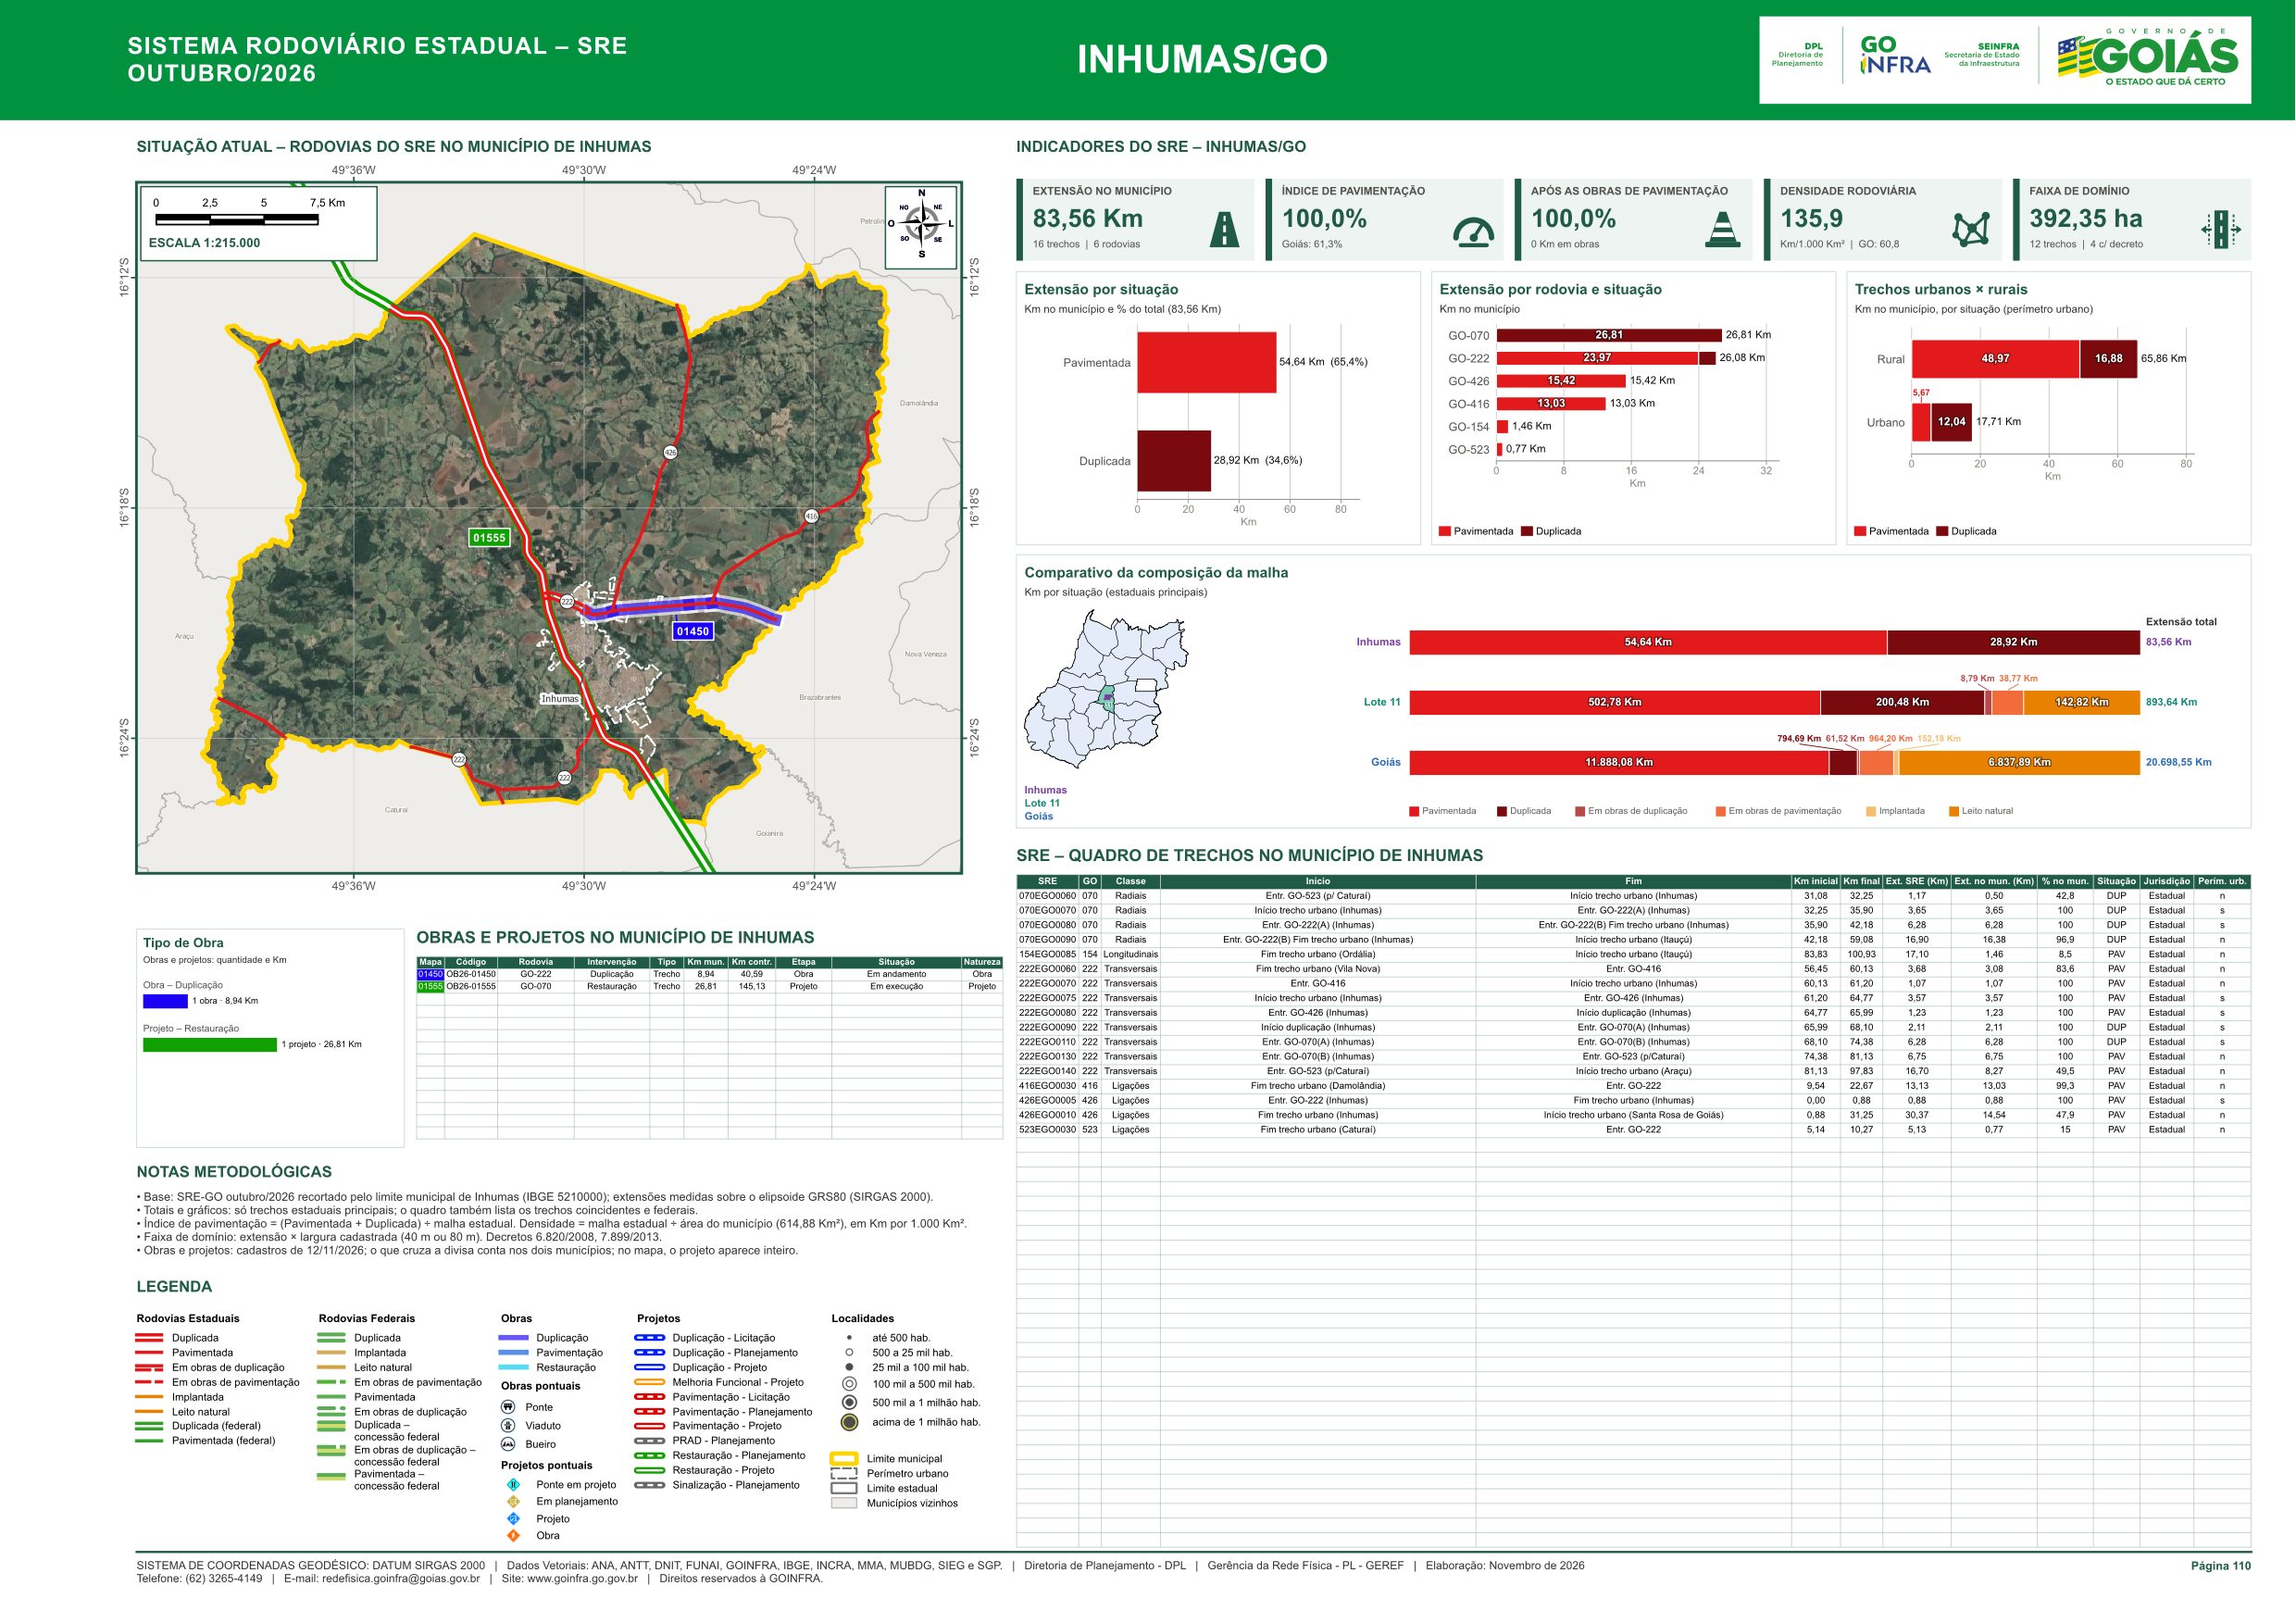 SISTEMA RODOVIÁRIO ESTADUAL – SRE
OUTUBRO/2026
INHUMAS/GO
DPL
Diretoria de
Planejamento
GO
iNFRA
SEINFRA
Secretaria de Estado
da Infraestrutura
GOVERNO DE
GOIÁS
O ESTADO QUE DÁ CERTO
SITUAÇÃO ATUAL – RODOVIAS DO SRE NO MUNICÍPIO DE INHUMAS
49°36'W 49°30'W 49°24'W
0 2,5 5 7,5 Km
ESCALA 1:215.000
N
NO NE
O L
SO SE
S
16°12'S 16°12'S
Damolândia
426
16°18'S 16°18'S
416
01555
222
01450
Araçu
Nova Veneza
Inhumas
Brazabrantes
16°24'S 16°24'S
222
222
Caturaí
Goianira
49°36'W 49°30'W 49°24'W
Tipo de Obra
Obras e projetos: quantidade e Km
Obra – Duplicação
1 obra · 8,94 Km
Projeto – Restauração
1 projeto · 26,81 Km
OBRAS E PROJETOS NO MUNICÍPIO DE INHUMAS
Mapa Código Rodovia Intervenção Tipo Km mun. Km contr. Etapa Situação Natureza
01450 OB26-01450 GO-222 Duplicação Trecho 8,94 40,59 Obra Em andamento Obra
01555 OB26-01555 GO-070 Restauração Trecho 26,81 145,13 Projeto Em execução Projeto
NOTAS METODOLÓGICAS
• Base: SRE-GO outubro/2026 recortado pelo limite municipal de Inhumas (IBGE 5210000); extensões medidas sobre o elipsoide GRS80 (SIRGAS 2000).
• Totais e gráficos: só trechos estaduais principais; o quadro também lista os trechos coincidentes e federais.
• Índice de pavimentação = (Pavimentada + Duplicada) ÷ malha estadual. Densidade = malha estadual ÷ área do município (614,88 Km²), em Km por 1.000 Km².
• Faixa de domínio: extensão × largura cadastrada (40 m ou 80 m). Decretos 6.820/2008, 7.899/2013.
• Obras e projetos: cadastros de 12/11/2026; o que cruza a divisa conta nos dois municípios; no mapa, o projeto aparece inteiro.
LEGENDA
Rodovias Estaduais
Duplicada
Pavimentada
Em obras de duplicação
Em obras de pavimentação
Implantada
Leito natural
Duplicada (federal)
Pavimentada (federal)
Rodovias Federais
Duplicada
Implantada
Leito natural
Em obras de pavimentação
Pavimentada
Em obras de duplicação
Duplicada –
concessão federal
Em obras de duplicação –
concessão federal
Pavimentada –
concessão federal
Obras
Duplicação
Pavimentação
Restauração
Obras pontuais
Ponte
Viaduto
Bueiro
Projetos pontuais
Ponte em projeto
Em planejamento
Projeto
Obra
Projetos
Duplicação - Licitação
Duplicação - Planejamento
Duplicação - Projeto
Melhoria Funcional - Projeto
Pavimentação - Licitação
Pavimentação - Planejamento
Pavimentação - Projeto
PRAD - Planejamento
Restauração - Planejamento
Restauração - Projeto
Sinalização - Planejamento
Localidades
até 500 hab.
500 a 25 mil hab.
25 mil a 100 mil hab.
100 mil a 500 mil hab.
500 mil a 1 milhão hab.
acima de 1 milhão hab.
Limite municipal
Perímetro urbano
Limite estadual
Municípios vizinhos
INDICADORES DO SRE – INHUMAS/GO
EXTENSÃO NO MUNICÍPIO
83,56 Km
16 trechos | 6 rodovias
ÍNDICE DE PAVIMENTAÇÃO
100,0%
Goiás: 61,3%
APÓS AS OBRAS DE PAVIMENTAÇÃO
100,0%
0 Km em obras
DENSIDADE RODOVIÁRIA
135,9
Km/1.000 Km² | GO: 60,8
FAIXA DE DOMÍNIO
392,35 ha
12 trechos | 4 c/ decreto
Extensão por situação
Km no município e % do total (83,56 Km)
Pavimentada 54,64 Km (65,4%)
Duplicada 28,92 Km (34,6%)
0 20 40 60 80
Km
Extensão por rodovia e situação
Km no município
GO-070 26,81 26,81 Km
GO-222 23,97 26,08 Km
GO-426 15,42 15,42 Km
GO-416 13,03 13,03 Km
GO-154 1,46 Km
GO-523 0,77 Km
0 8 16 24 32
Km
Pavimentada Duplicada
Trechos urbanos × rurais
Km no município, por situação (perímetro urbano)
Rural 48,97 16,88 65,86 Km
5,67
Urbano 12,04 17,71 Km
0 20 40 60 80
Km
Pavimentada Duplicada
Comparativo da composição da malha
Km por situação (estaduais principais)
Extensão total
Inhumas 54,64 Km 28,92 Km 83,56 Km
8,79 Km 38,77 Km
Lote 11 502,78 Km 200,48 Km 142,82 Km 893,64 Km
794,69 Km 61,52 Km 964,20 Km 152,18 Km
Goiás 11.888,08 Km 6.837,89 Km 20.698,55 Km
Inhumas
Lote 11
Goiás
Pavimentada Duplicada Em obras de duplicação Em obras de pavimentação Implantada Leito natural
SRE – QUADRO DE TRECHOS NO MUNICÍPIO DE INHUMAS
SRE GO Classe Início Fim Km inicial Km final Ext. SRE (Km) Ext. no mun. (Km) % no mun. Situação Jurisdição Perím. urb.
070EGO0060 070 Radiais Entr. GO-523 (p/ Caturaí) Início trecho urbano (Inhumas) 31,08 32,25 1,17 0,50 42,8 DUP Estadual n
070EGO0070 070 Radiais Início trecho urbano (Inhumas) Entr. GO-222(A) (Inhumas) 32,25 35,90 3,65 3,65 100 DUP Estadual s
070EGO0080 070 Radiais Entr. GO-222(A) (Inhumas) Entr. GO-222(B) Fim trecho urbano (Inhumas) 35,90 42,18 6,28 6,28 100 DUP Estadual s
070EGO0090 070 Radiais Entr. GO-222(B) Fim trecho urbano (Inhumas) Início trecho urbano (Itauçú) 42,18 59,08 16,90 16,38 96,9 DUP Estadual n
154EGO0085 154 Longitudinais Fim trecho urbano (Ordália) Início trecho urbano (Itauçú) 83,83 100,93 17,10 1,46 8,5 PAV Estadual n
222EGO0060 222 Transversais Fim trecho urbano (Vila Nova) Entr. GO-416 56,45 60,13 3,68 3,08 83,6 PAV Estadual n
222EGO0070 222 Transversais Entr. GO-416 Início trecho urbano (Inhumas) 60,13 61,20 1,07 1,07 100 PAV Estadual n
222EGO0075 222 Transversais Início trecho urbano (Inhumas) Entr. GO-426 (Inhumas) 61,20 64,77 3,57 3,57 100 PAV Estadual s
222EGO0080 222 Transversais Entr. GO-426 (Inhumas) Início duplicação (Inhumas) 64,77 65,99 1,23 1,23 100 PAV Estadual s
222EGO0090 222 Transversais Início duplicação (Inhumas) Entr. GO-070(A) (Inhumas) 65,99 68,10 2,11 2,11 100 DUP Estadual s
222EGO0110 222 Transversais Entr. GO-070(A) (Inhumas) Entr. GO-070(B) (Inhumas) 68,10 74,38 6,28 6,28 100 DUP Estadual s
222EGO0130 222 Transversais Entr. GO-070(B) (Inhumas) Entr. GO-523 (p/Caturaí) 74,38 81,13 6,75 6,75 100 PAV Estadual n
222EGO0140 222 Transversais Entr. GO-523 (p/Caturaí) Início trecho urbano (Araçu) 81,13 97,83 16,70 8,27 49,5 PAV Estadual n
416EGO0030 416 Ligações Fim trecho urbano (Damolândia) Entr. GO-222 9,54 22,67 13,13 13,03 99,3 PAV Estadual n
426EGO0005 426 Ligações Entr. GO-222 (Inhumas) Fim trecho urbano (Inhumas) 0,00 0,88 0,88 0,88 100 PAV Estadual s
426EGO0010 426 Ligações Fim trecho urbano (Inhumas) Início trecho urbano (Santa Rosa de Goiás) 0,88 31,25 30,37 14,54 47,9 PAV Estadual n
523EGO0030 523 Ligações Fim trecho urbano (Caturaí) Entr. GO-222 5,14 10,27 5,13 0,77 15 PAV Estadual n
SISTEMA DE COORDENADAS GEODÉSICO: DATUM SIRGAS 2000 | Dados Vetoriais: ANA, ANTT, DNIT, FUNAI, GOINFRA, IBGE, INCRA, MMA, MUBDG, SIEG e SGP. | Diretoria de Planejamento - DPL | Gerência da Rede Física - PL - GEREF | Elaboração: Novembro de 2026
Telefone: (62) 3265-4149 | E-mail: redefisica.goinfra@goias.gov.br | Site: www.goinfra.go.gov.br | Direitos reservados à GOINFRA.
Página 110